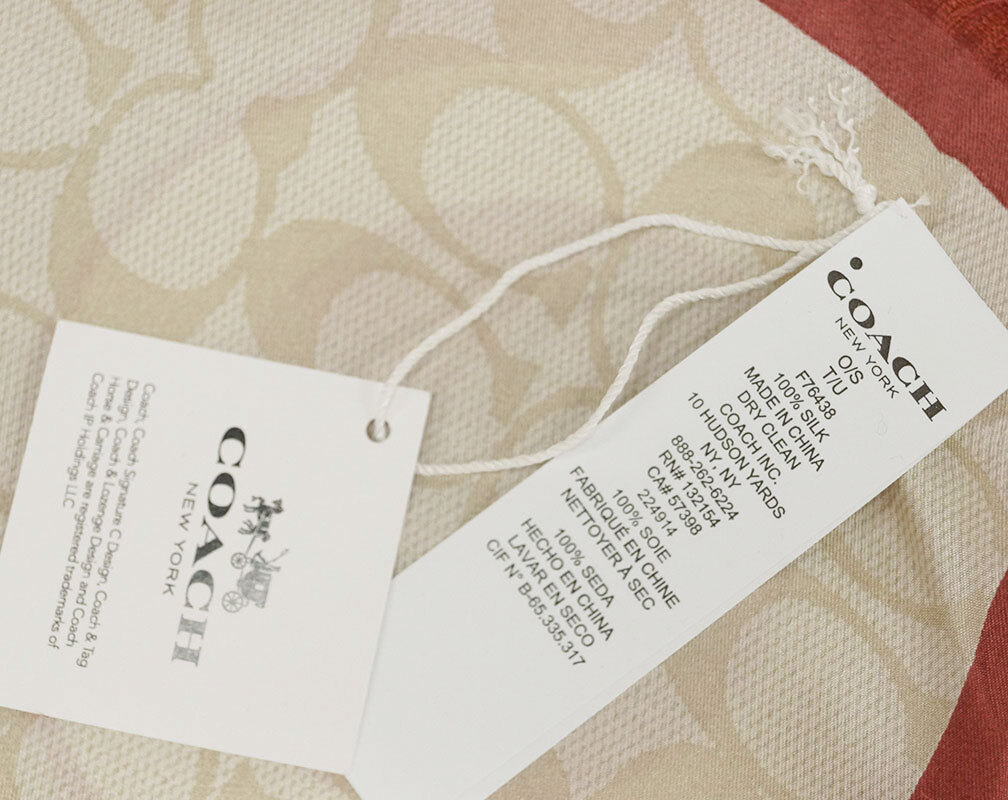 COACH
NEW YORK
Coach, Coach Signature C Design, Coach & Tag
Design, Coach & Lozenge Design and Coach
Horse & Carriage are registered trademarks of
Coach IP Holdings LLC.
COACH
NEW YORK
O/S
T/U
F76438
100% SILK
MADE IN CHINA
DRY CLEAN
COACH INC.
10 HUDSON YARDS
NY, NY
888-262-6224
RN# 132154
CA# 57398
224914
100% SOIE
FABRIQUÉ EN CHINE
NETTOYER À SEC
100% SEDA
HECHO EN CHINA
LAVAR EN SECO
CIF N° B-65.335.317